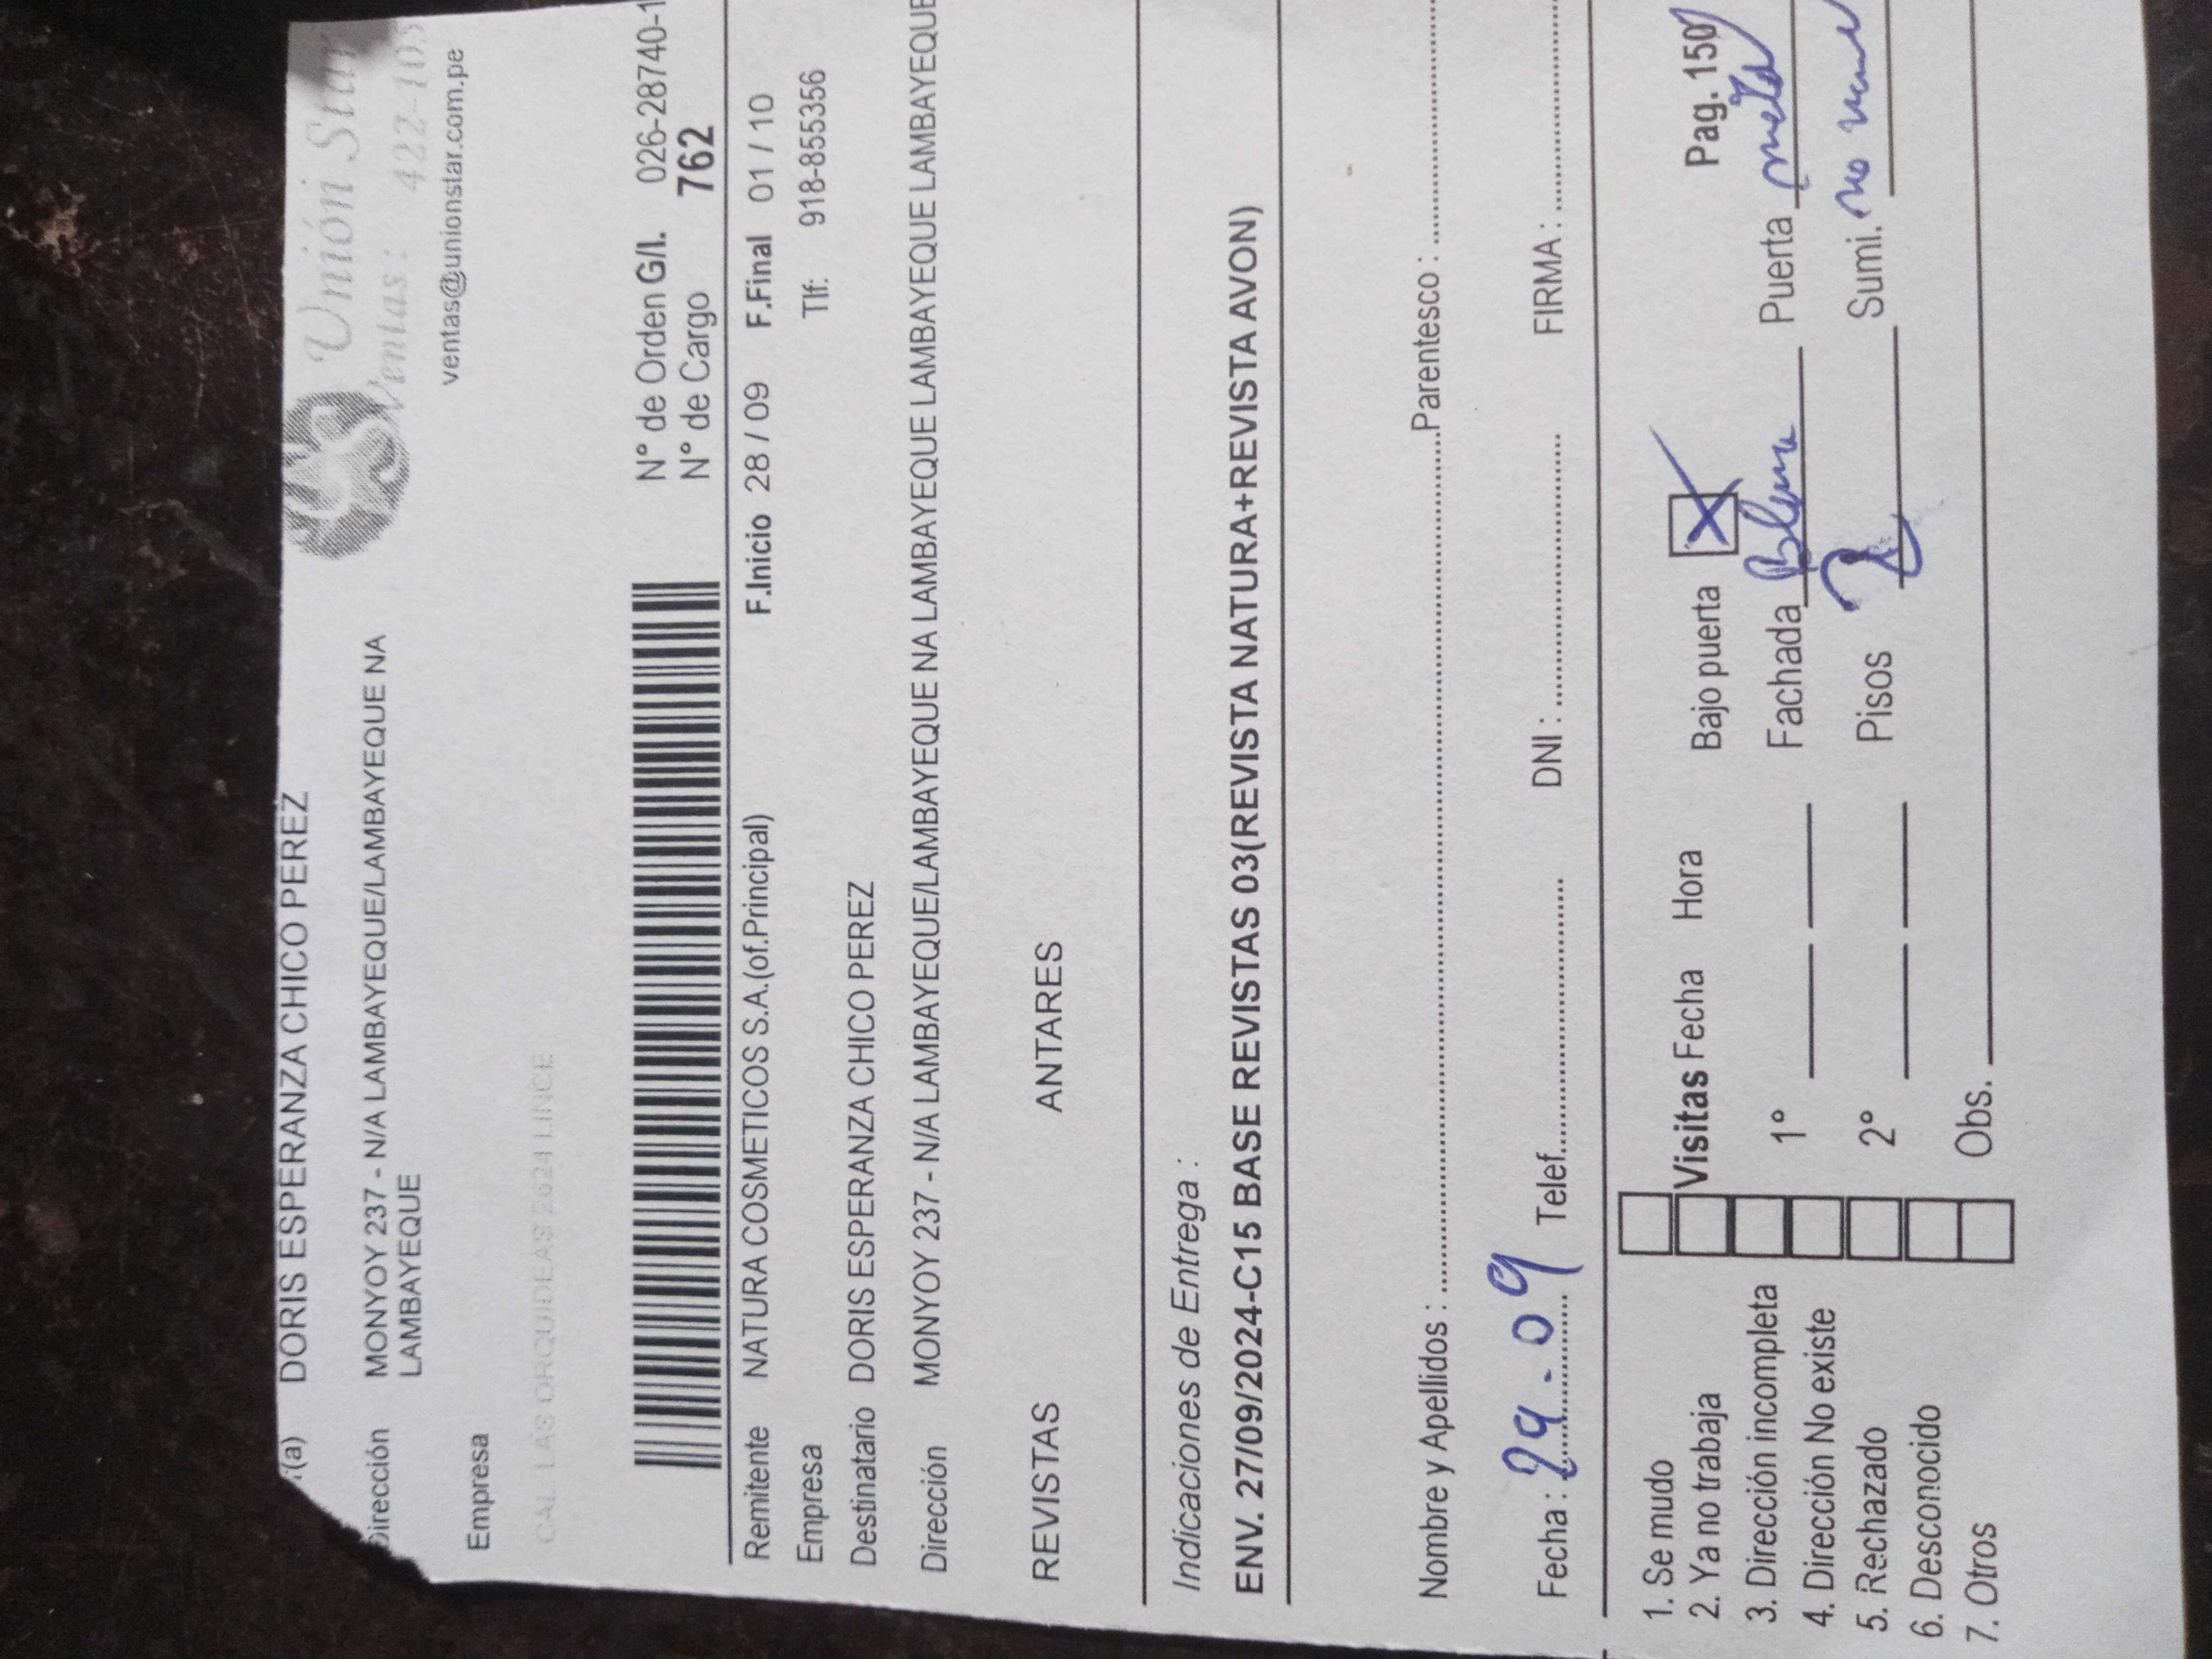 (a) DORIS ESPERANZA CHICO PEREZ
Unión Star
Ventas : 422-105
ventas@unionstar.com.pe
Dirección MONYOY 237 - N/A LAMBAYEQUE/LAMBAYEQUE NA
LAMBAYEQUE
Empresa
CAL. LAS ORQUIDEAS 2624 LINCE
N° de Orden G/I. 026-28740-1
N° de Cargo 762
Remitente NATURA COSMETICOS S.A.(of.Principal) F.Inicio 28 / 09 F.Final 01 / 10
Empresa Tlf: 918-855356
Destinatario DORIS ESPERANZA CHICO PEREZ
Dirección MONYOY 237 - N/A LAMBAYEQUE/LAMBAYEQUE NA LAMBAYEQUE LAMBAYEQUE LAMBAYEQUE
REVISTAS ANTARES
Indicaciones de Entrega :
ENV. 27/09/2024-C15 BASE REVISTAS 03(REVISTA NATURA+REVISTA AVON)
Nombre y Apellidos : Parentesco :
Fecha : 29.09 Telef. DNI : FIRMA :
Pag. 150
1. Se mudo
2. Ya no trabaja Visitas Fecha Hora Bajo puerta X
3. Dirección incompleta 1° Fachada Puerta
4. Dirección No existe
5. Rechazado 2° Pisos 2 Sumi. no
6. Desconocido
7. Otros Obs.